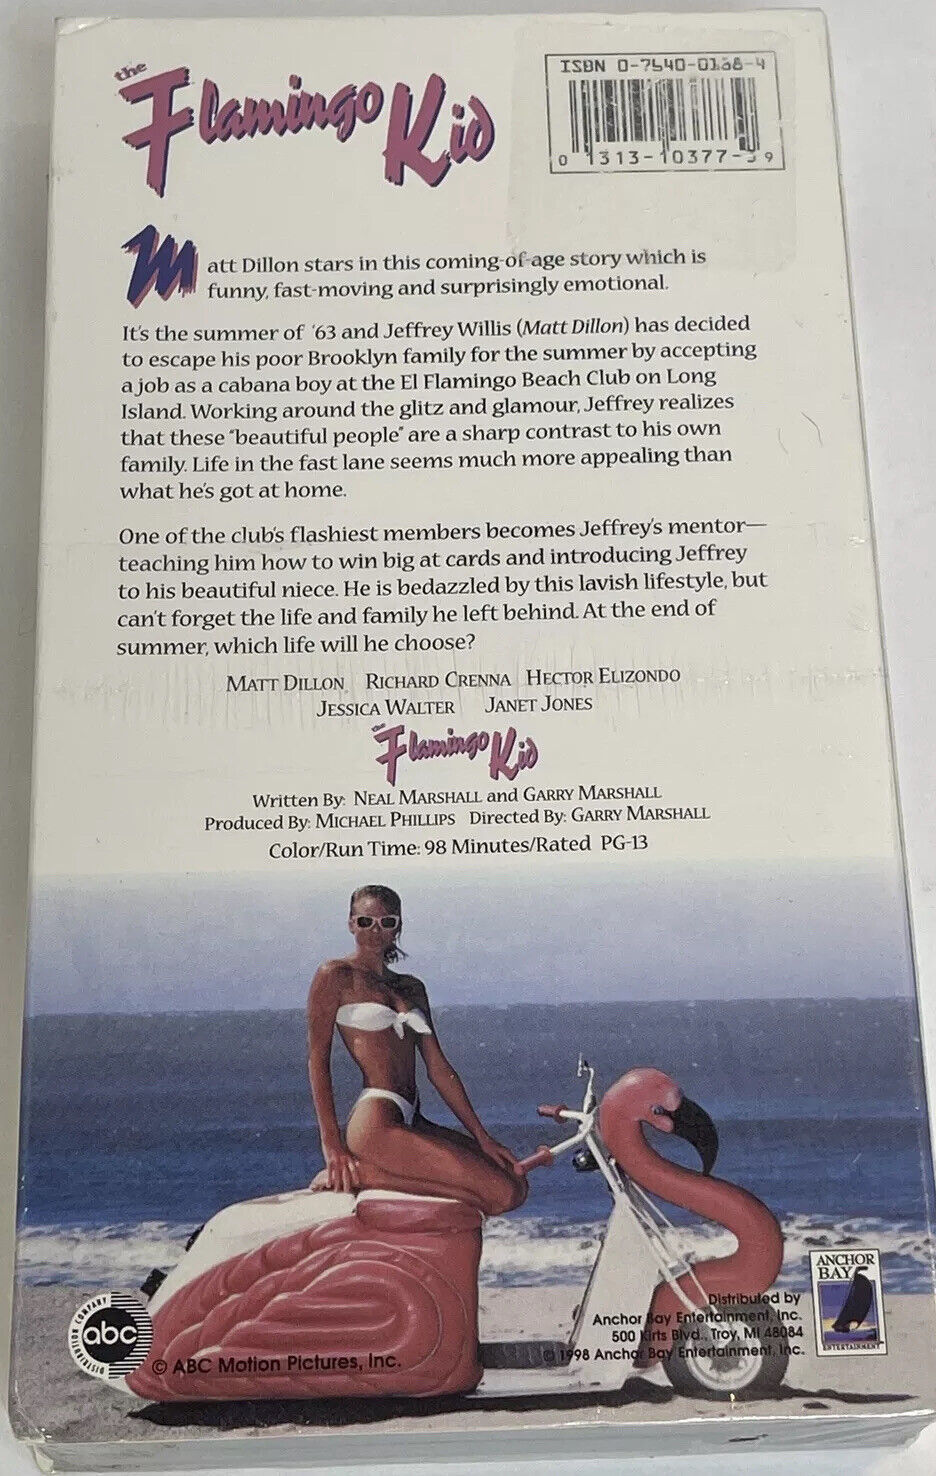 the
Flamingo Kid
ISBN 0-7640-0138-4
0 1313-10377-3 9
Matt Dillon stars in this coming-of-age story which is
funny, fast-moving and surprisingly emotional.
It's the summer of '63 and Jeffrey Willis (Matt Dillon) has decided
to escape his poor Brooklyn family for the summer by accepting
a job as a cabana boy at the El Flamingo Beach Club on Long
Island. Working around the glitz and glamour, Jeffrey realizes
that these "beautiful people" are a sharp contrast to his own
family. Life in the fast lane seems much more appealing than
what he's got at home.
One of the club's flashiest members becomes Jeffrey's mentor—
teaching him how to win big at cards and introducing Jeffrey
to his beautiful niece. He is bedazzled by this lavish lifestyle, but
can't forget the life and family he left behind. At the end of
summer, which life will he choose?
MATT DILLON RICHARD CRENNA HECTOR ELIZONDO
JESSICA WALTER JANET JONES
the
Flamingo Kid
Written By: NEAL MARSHALL and GARRY MARSHALL
Produced By: MICHAEL PHILLIPS Directed By: GARRY MARSHALL
Color/Run Time: 98 Minutes/Rated PG-13
ANCHOR
BAY
ENTERTAINMENT
Distributed by
Anchor Bay Entertainment, Inc.
500 Kirts Blvd., Troy, MI 48084
© 1998 Anchor Bay Entertainment, Inc.
abc
DISTRIBUTION COMPANY
© ABC Motion Pictures, Inc.